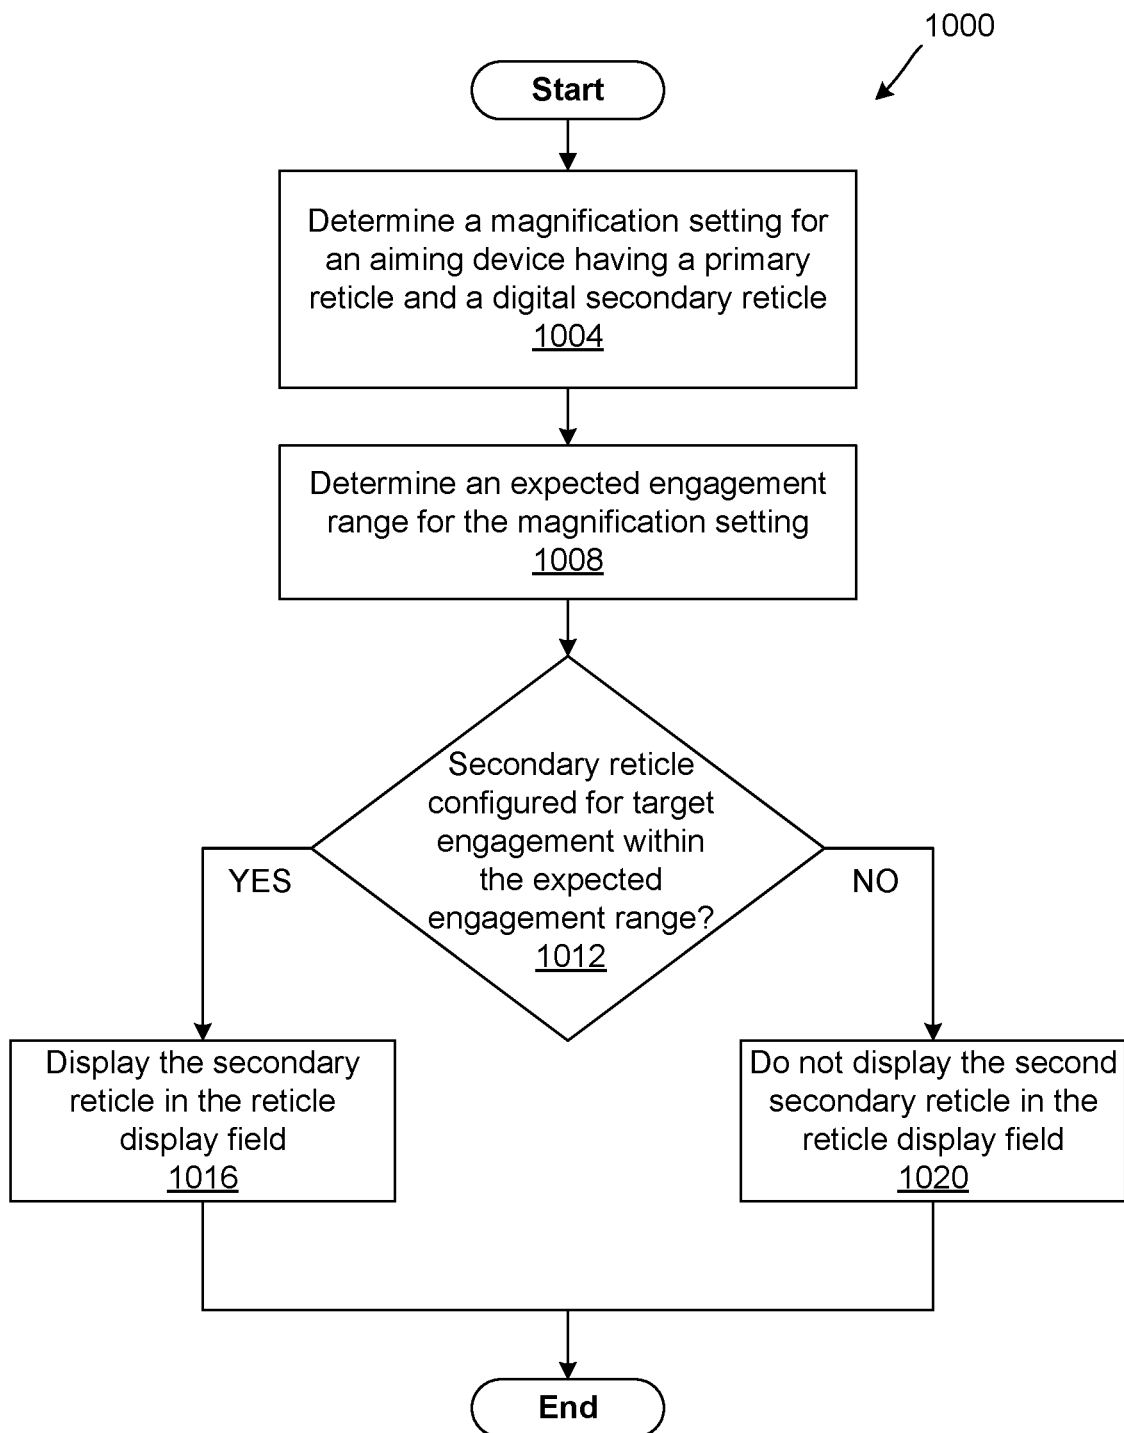 1000
Start
Determine a magnification setting for
an aiming device having a primary
reticle and a digital secondary reticle
1004
Determine an expected engagement
range for the magnification setting
1008
Secondary reticle
configured for target
engagement within
the expected
engagement range?
1012
YES
NO
Display the secondary
reticle in the reticle
display field
1016
Do not display the second
secondary reticle in the
reticle display field
1020
End